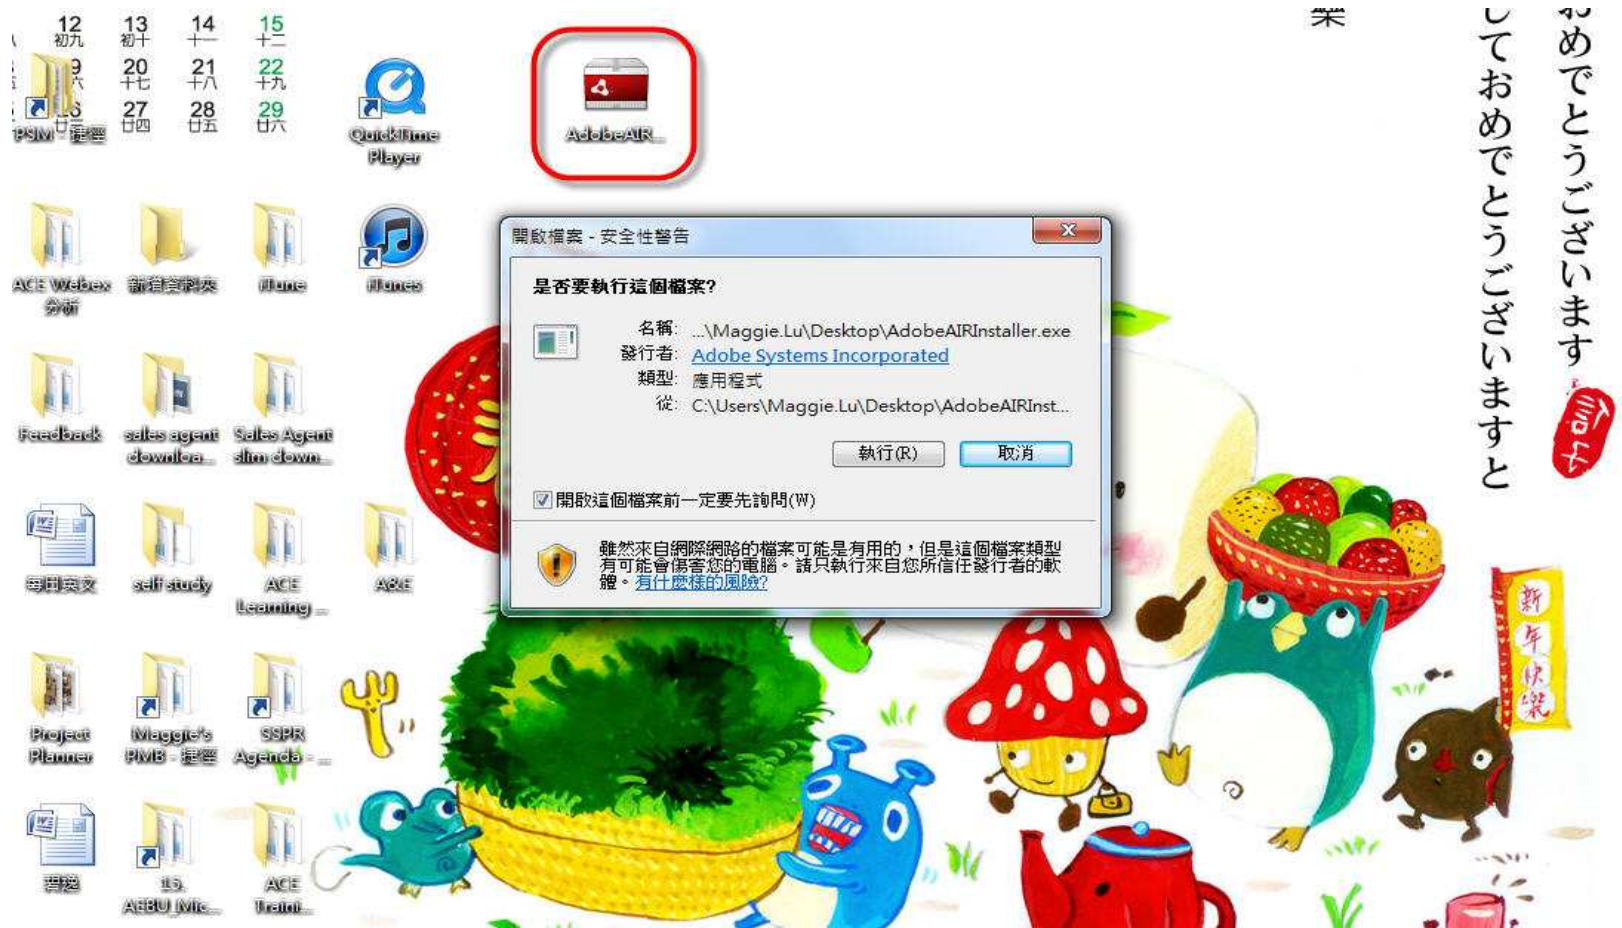 12 13 14 15
初九 初十 十一 十二
20 21 22
十七 十八 十九
27 28 29
廿四 廿五 廿六
PSM - 捷徑
QuickTime
Player
AdobeAIR...
ACE Webex
分析
新增資料夾
iTune
iTunes
Feedback
sales agent
downloa...
Sales Agent
slim down...
每日英文
self study
ACE
Learning ...
A&E
Project
Planner
Maggie's
PMB - 捷徑
SSPR
Agenda - ...
15.
AEBU_Mic...
ACE
Traini...
開啟檔案 - 安全性警告
是否要執行這個檔案?
名稱: ...\Maggie.Lu\Desktop\AdobeAIRInstaller.exe
發行者: Adobe Systems Incorporated
類型: 應用程式
從: C:\Users\Maggie.Lu\Desktop\AdobeAIRInst...
執行(R) 取消
開啟這個檔案前一定要先詢問(W)
雖然來自網際網路的檔案可能是有用的，但是這個檔案類型
有可能會傷害您的電腦。請只執行來自您所信任發行者的軟
體。有什麼樣的風險?
おめでとうございます
しておめでとうございますと
樂
新年快樂